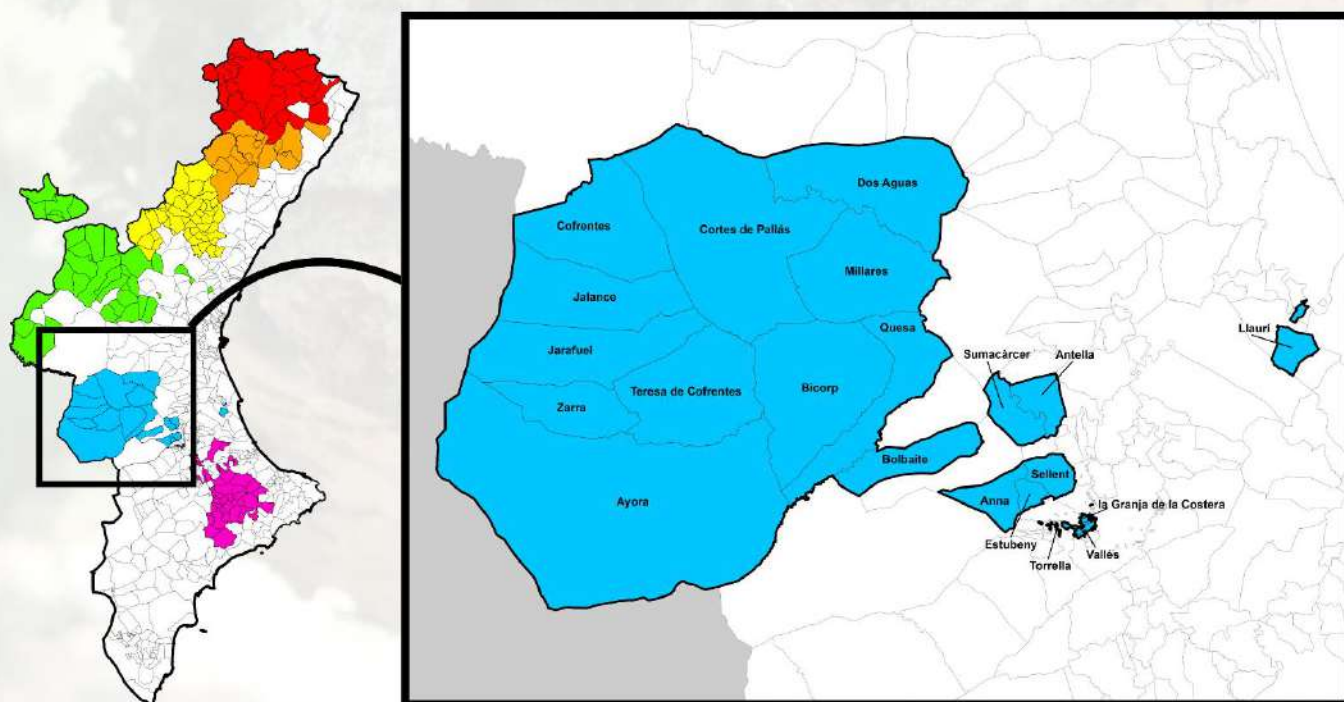 Dos Aguas
Cofrentes
Cortes de Pallás
Millares
Jalance
Quesa
Llaurí
Jarafuel
Sumacàrcer
Antella
Teresa de Cofrentes
Bicorp
Zarra
Bolbaite
Sellent
Ayora
Anna
la Granja de la Costera
Estubeny
Vallés
Torrella